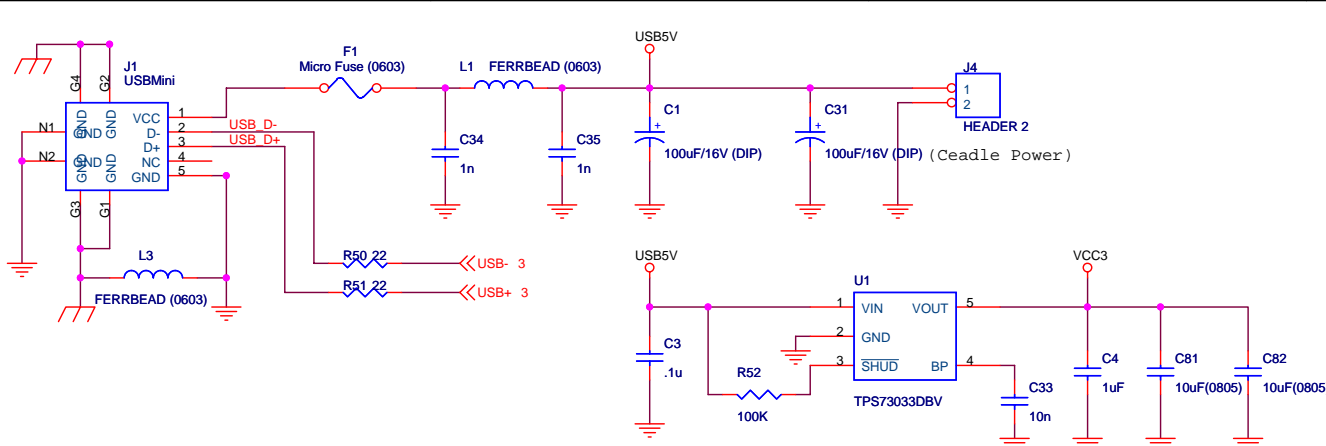 USB5V
F1
Micro Fuse (0603)
L1 FERRBEAD (0603)
J4
J1
USBMini
G4
G2
1
2
HEADER 2
C1
C31
+
+
100uF/16V (DIP)
100uF/16V (DIP)
(Ceadle Power)
C34
1n
C35
1n
N1
N2
GND
GND
GND
GND
GND
GND
VCC
D-
D+
NC
GND
1
2
3
4
5
USB_D-
USB_D+
G3
G1
L3
FERRBEAD (0603)
R50 22
USB- 3
R51 22
USB+ 3
USB5V
VCC3
U1
1 VIN VOUT 5
2 GND
3 SHUD BP 4
TPS73033DBV
C3
.1u
R52
100K
C33
10n
C4
1uF
C81
10uF(0805)
C82
10uF(0805